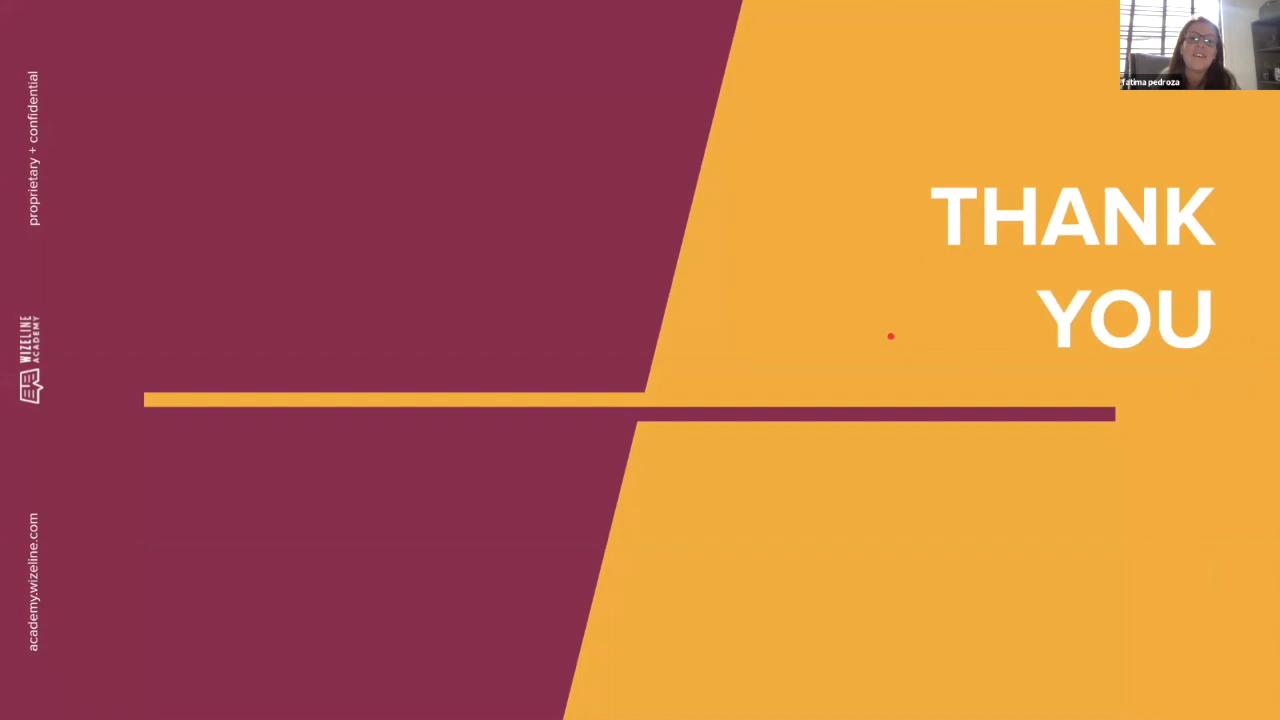 proprietary + confidential
WIZELINE
ACADEMY
academy.wizeline.com
fatima pedroza
THANK
YOU